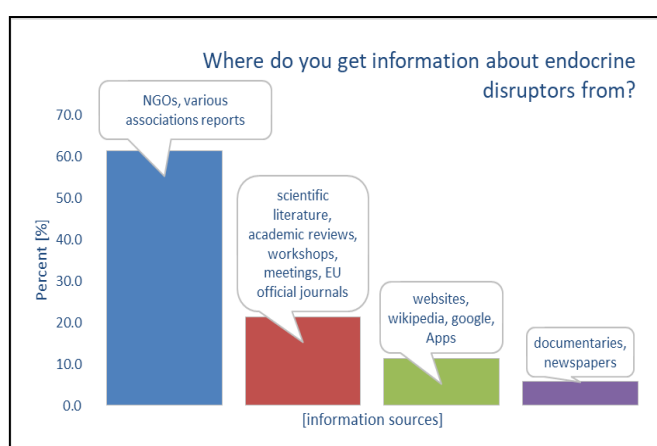 Where do you get information about endocrine
disruptors from?
NGOs, various
associations reports
70.0
60.0
50.0
40.0
30.0
20.0
10.0
0.0
Percent [%]
scientific
literature,
academic reviews,
workshops,
meetings, EU
official journals
websites,
wikipedia, google,
Apps
documentaries,
newspapers
[information sources]